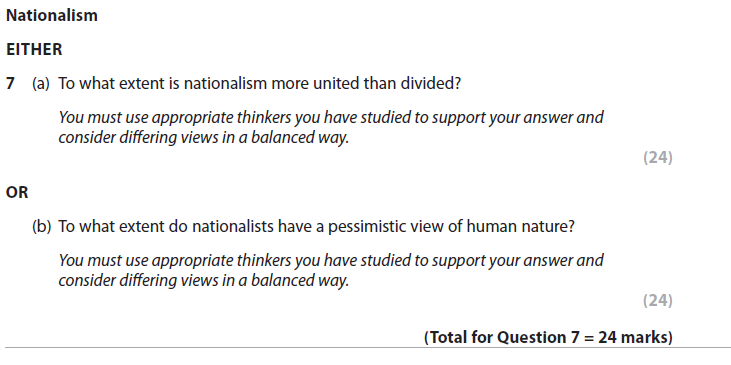 Nationalism
EITHER
7 (a) To what extent is nationalism more united than divided?
You must use appropriate thinkers you have studied to support your answer and
consider differing views in a balanced way.
(24)
OR
(b) To what extent do nationalists have a pessimistic view of human nature?
You must use appropriate thinkers you have studied to support your answer and
consider differing views in a balanced way.
(24)
(Total for Question 7 = 24 marks)